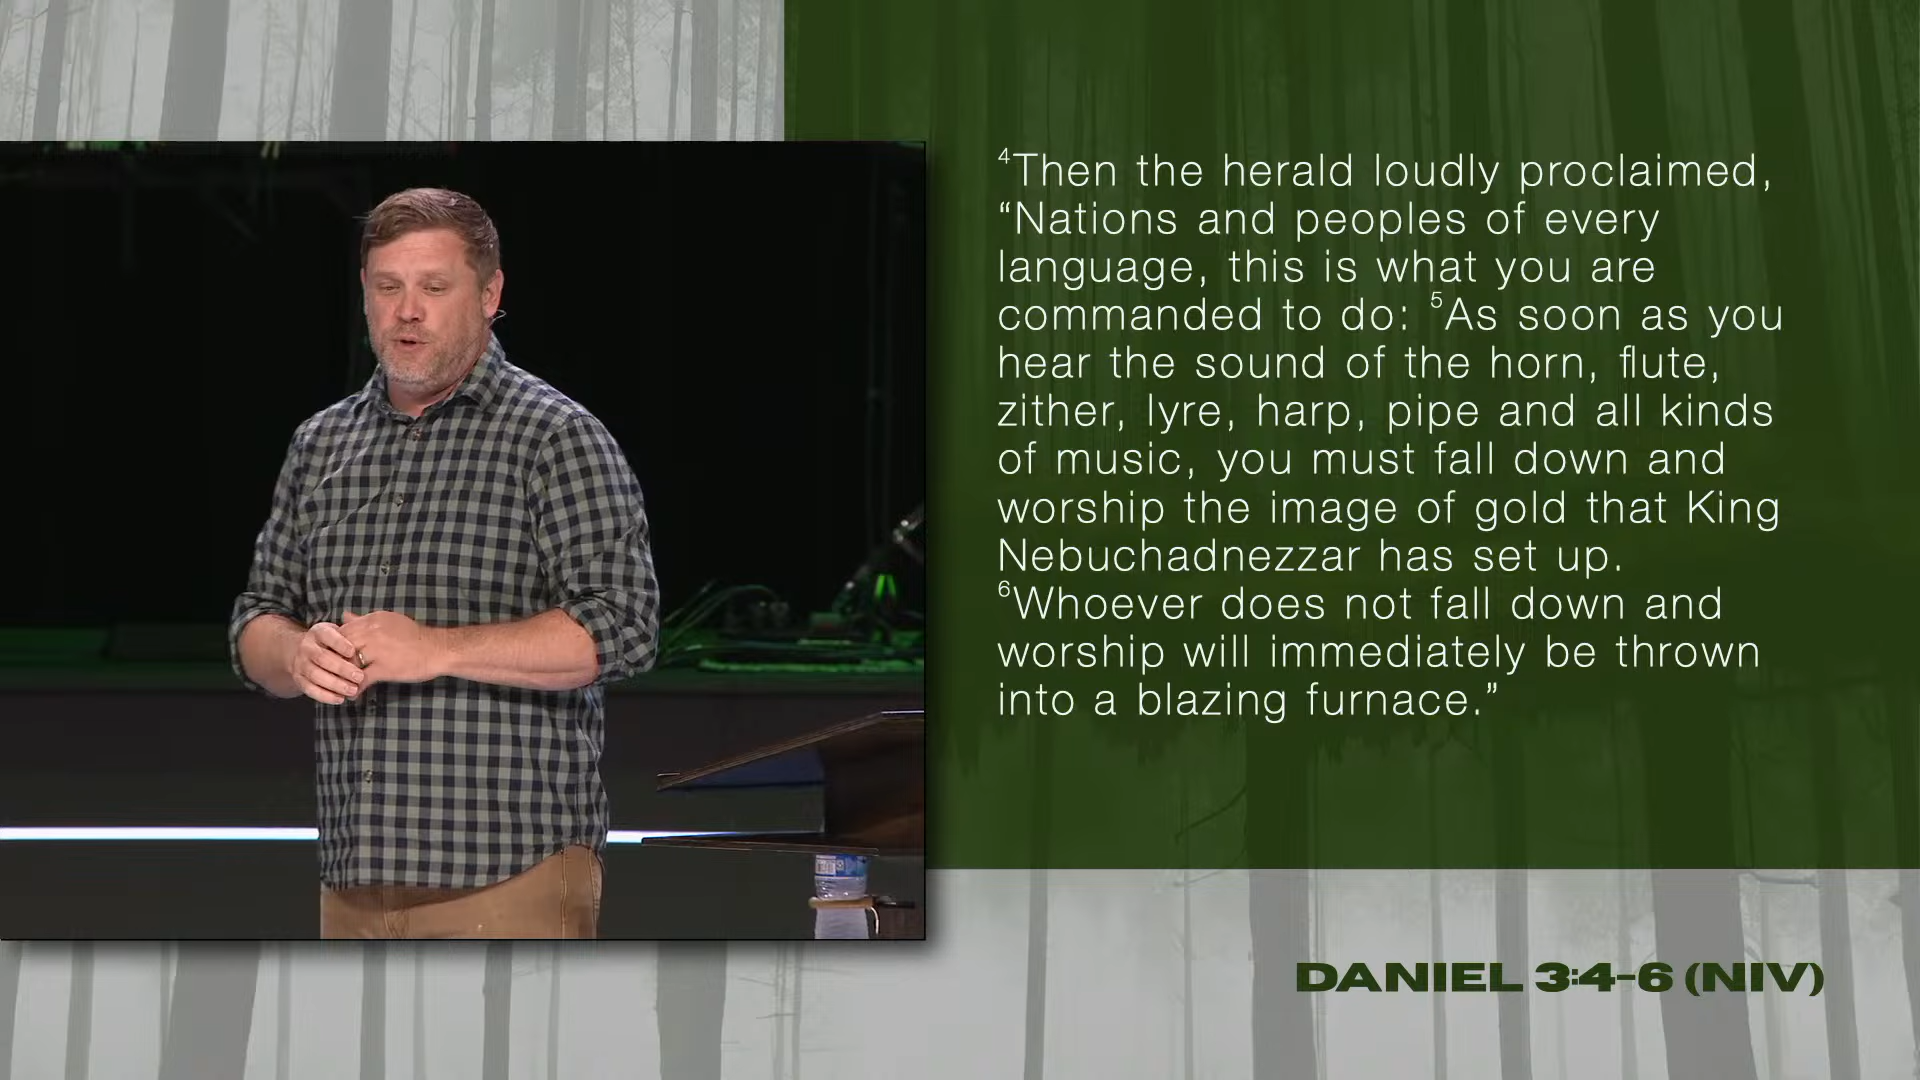 ⁴Then the herald loudly proclaimed,
“Nations and peoples of every
language, this is what you are
commanded to do: ⁵As soon as you
hear the sound of the horn, flute,
zither, lyre, harp, pipe and all kinds
of music, you must fall down and
worship the image of gold that King
Nebuchadnezzar has set up.
⁶Whoever does not fall down and
worship will immediately be thrown
into a blazing furnace.”
DANIEL 3:4-6 (NIV)